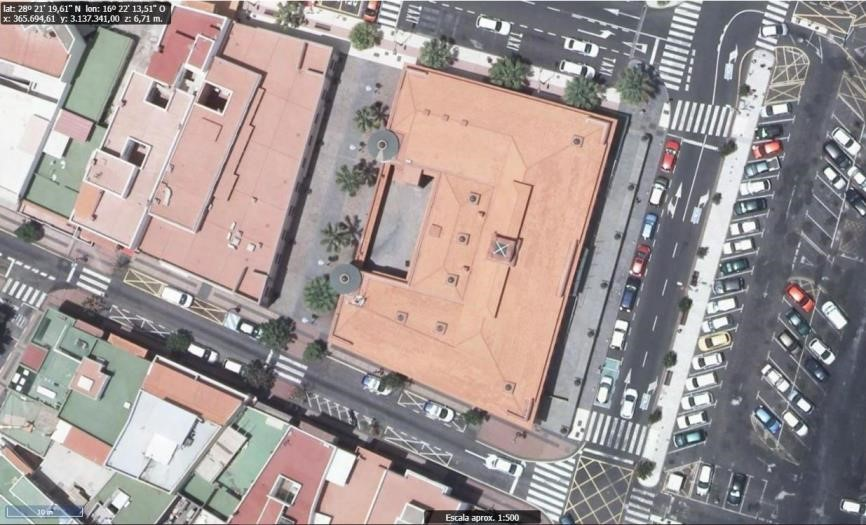 lat: 28º 21' 19,61" N  lon: 16º 22' 13,51" O
x: 365.694,61  y: 3.137.341,00  z: 6,71 m.
10 m
Escala aprox. 1:500